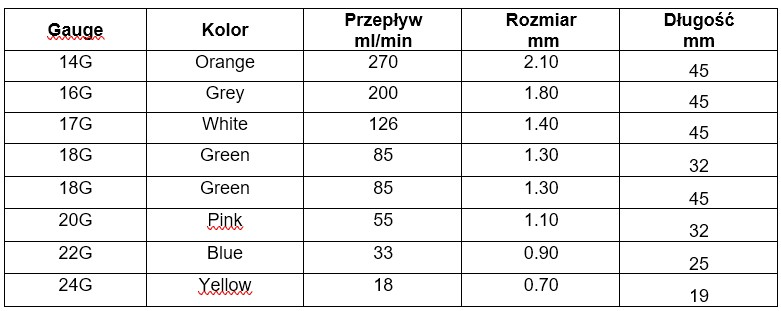 Gauge Kolor Przepływ ml/min Rozmiar mm Długość mm
14G Orange 270 2.10 45
16G Grey 200 1.80 45
17G White 126 1.40 45
18G Green 85 1.30 32
18G Green 85 1.30 45
20G Pink 55 1.10 32
22G Blue 33 0.90 25
24G Yellow 18 0.70 19